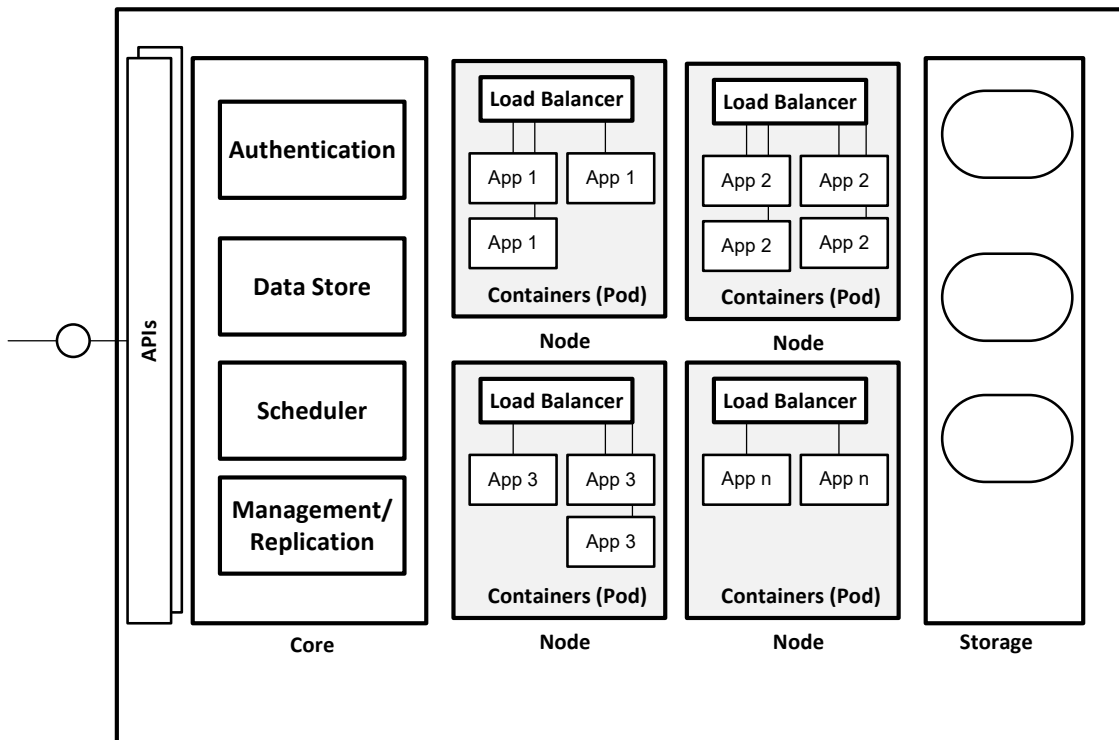 APIs
Authentication
Data Store
Scheduler
Management/
Replication
Core
Load Balancer
App 1
App 1
App 1
Containers (Pod)
Node
Load Balancer
App 2
App 2
App 2
App 2
Containers (Pod)
Node
Load Balancer
App 3
App 3
App 3
Containers (Pod)
Node
Load Balancer
App n
App n
Containers (Pod)
Node
Storage